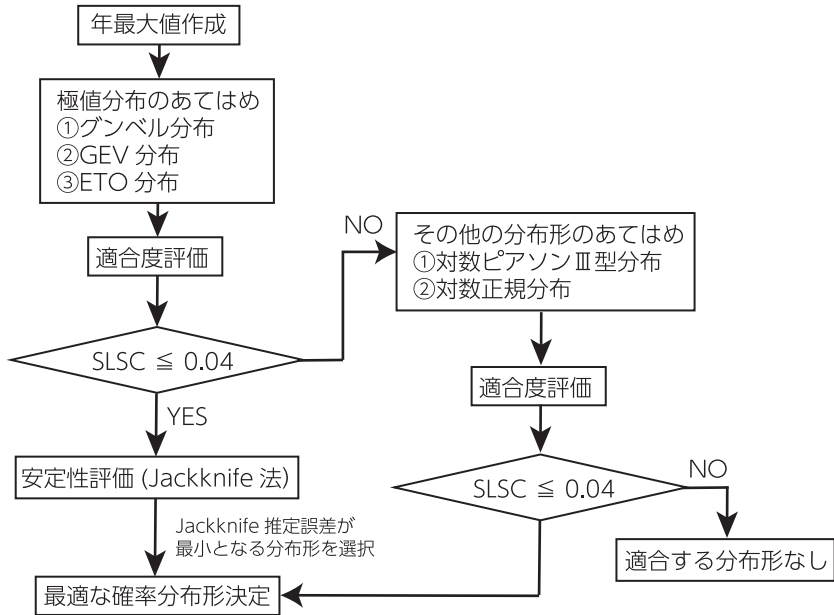 年最大値作成
極値分布のあてはめ
①グンベル分布
②GEV 分布
③ETO 分布
適合度評価
SLSC ≦ 0.04
NO
YES
安定性評価 (Jackknife 法)
Jackknife 推定誤差が
最小となる分布形を選択
最適な確率分布形決定
その他の分布形のあてはめ
①対数ピアソンⅢ型分布
②対数正規分布
適合度評価
SLSC ≦ 0.04
NO
適合する分布形なし